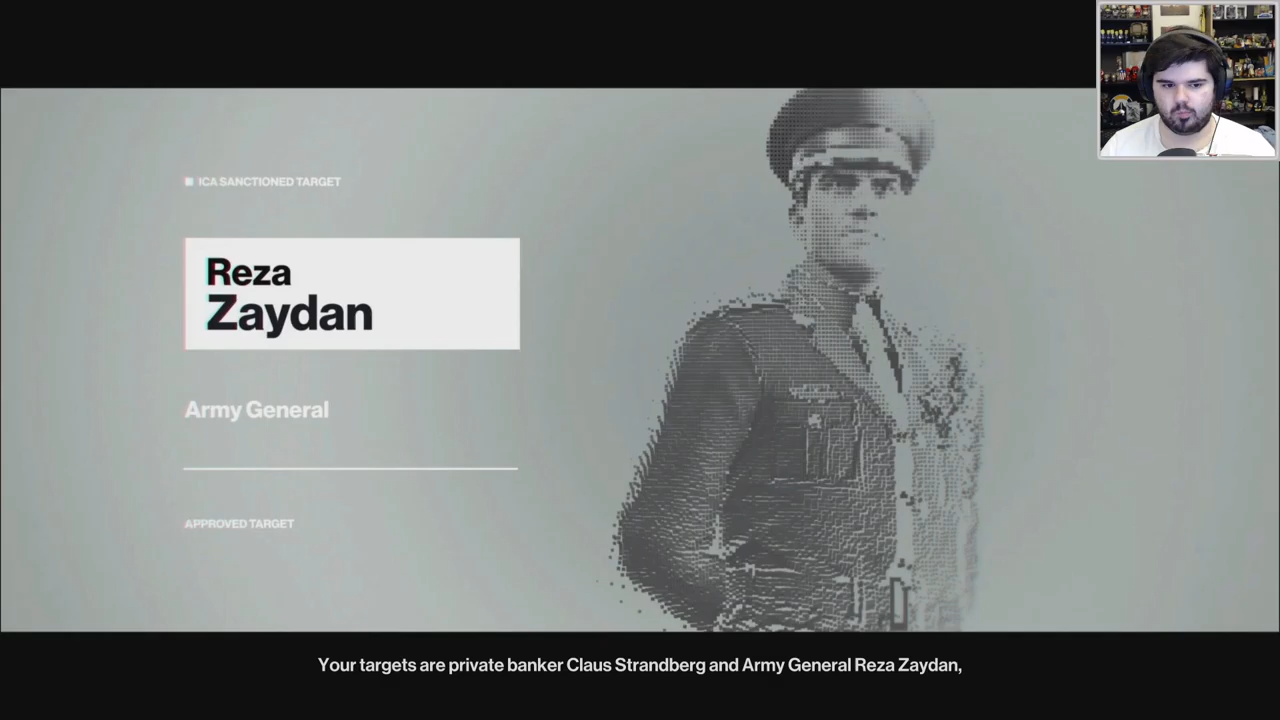 ICA SANCTIONED TARGET
Reza
Zaydan
Army General
APPROVED TARGET
Your targets are private banker Claus Strandberg and Army General Reza Zaydan,